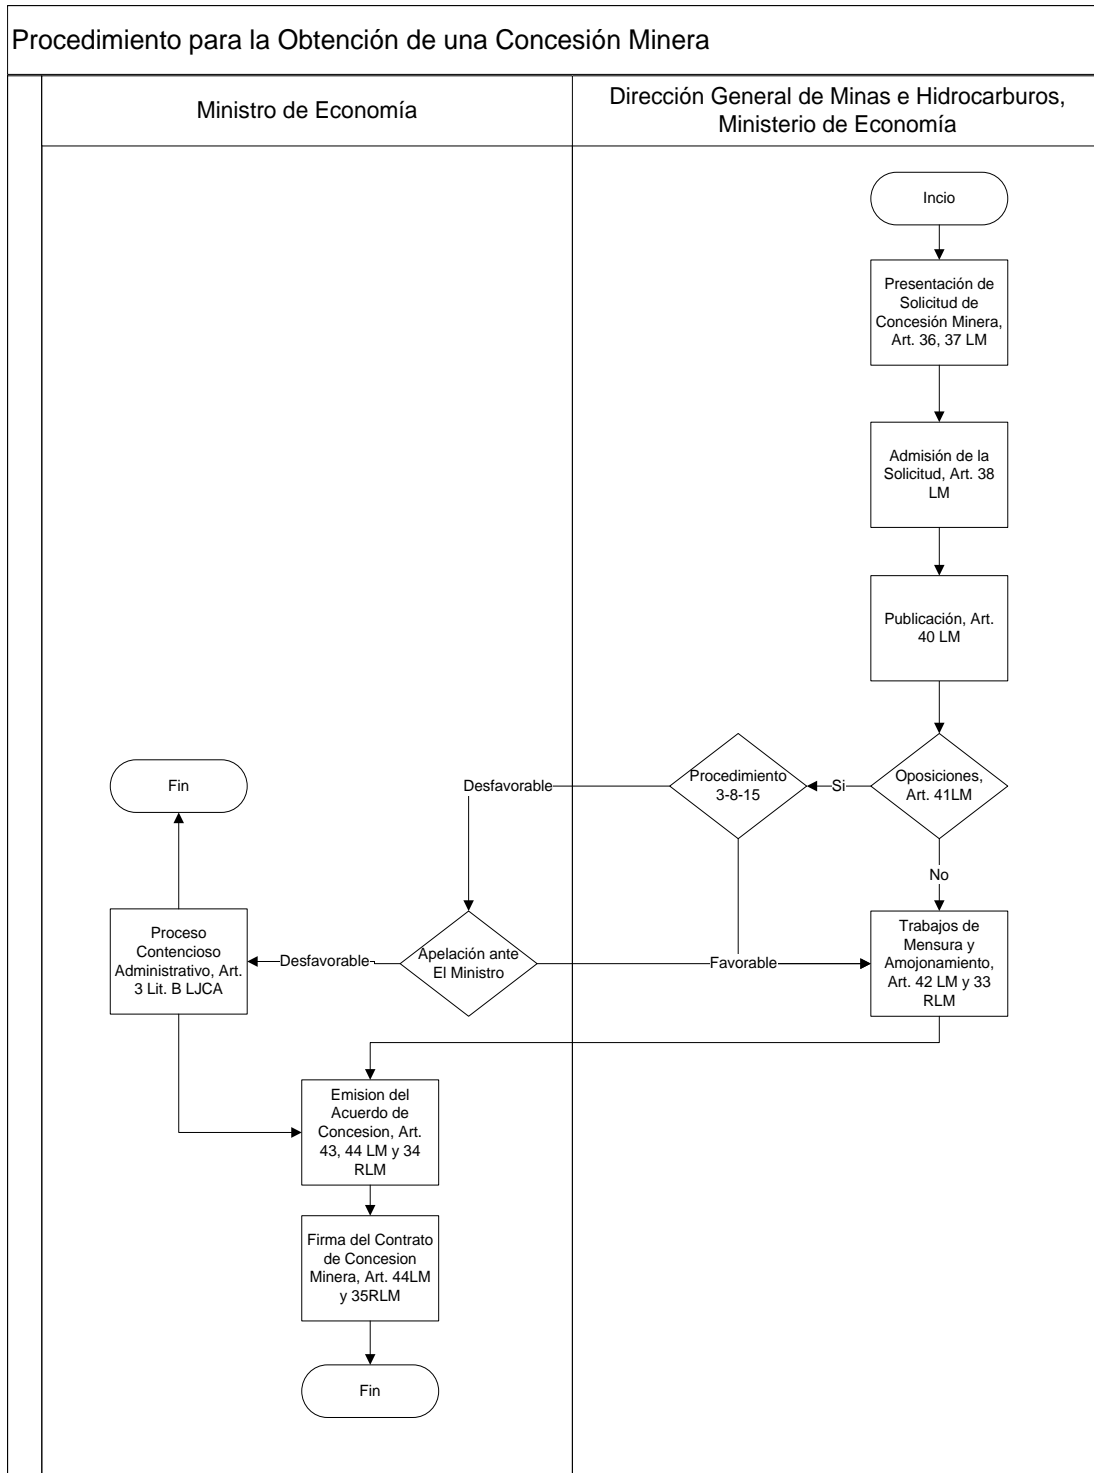 Procedimiento para la Obtención de una Concesión Minera
Ministro de Economía
Dirección General de Minas e Hidrocarburos,
Ministerio de Economía
Incio
Presentación de
Solicitud de
Concesión Minera,
Art. 36, 37 LM
Admisión de la
Solicitud, Art. 38
LM
Publicación, Art.
40 LM
Oposiciones,
Art. 41LM
Si
Procedimiento
3-8-15
Desfavorable
Fin
No
Trabajos de
Mensura y
Amojonamiento,
Art. 42 LM y 33
RLM
Favorable
Apelación ante
El Ministro
Desfavorable
Proceso
Contencioso
Administrativo, Art.
3 Lit. B LJCA
Emision del
Acuerdo de
Concesion, Art.
43, 44 LM y 34
RLM
Firma del Contrato
de Concesion
Minera, Art. 44LM
y 35RLM
Fin